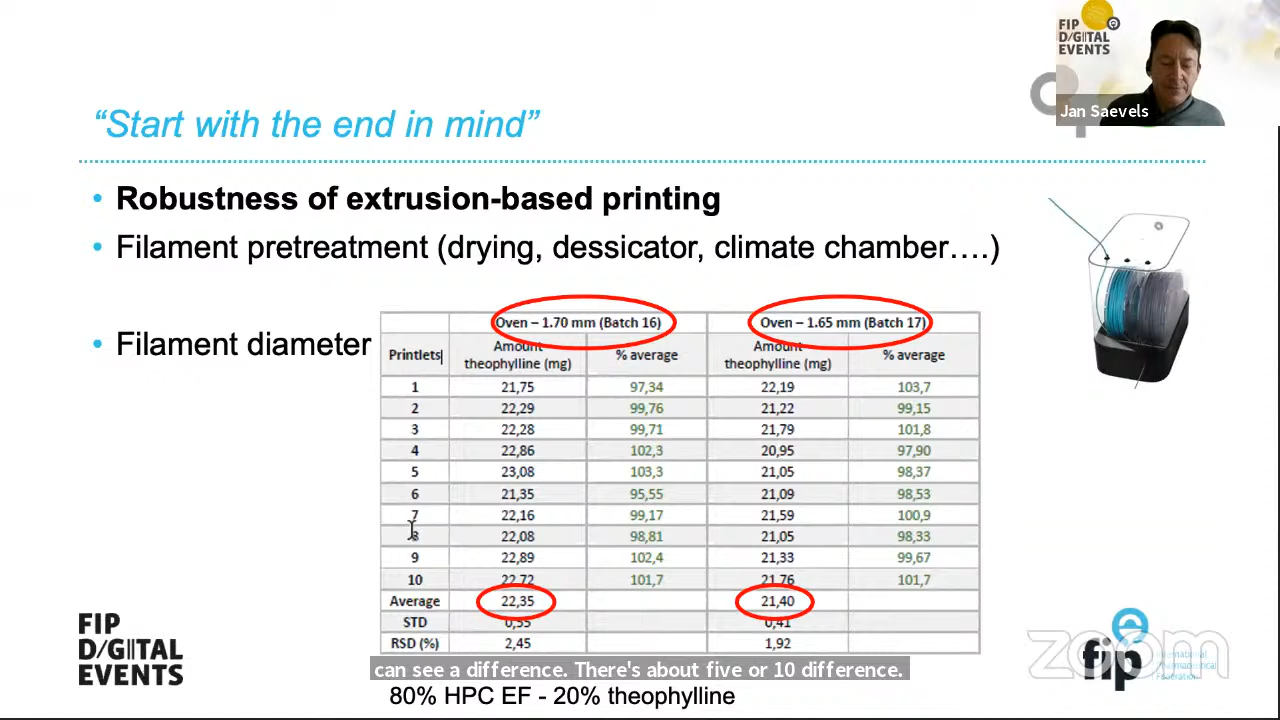 FIP
DIGITAL
EVENTS
Jan Saevels
“Start with the end in mind”
• Robustness of extrusion-based printing
• Filament pretreatment (drying, dessicator, climate chamber….)
• Filament diameter
Oven – 1.70 mm (Batch 16) Oven – 1.65 mm (Batch 17)
Printlets Amount theophylline (mg) % average Amount theophylline (mg) % average
1 21,75 97,34 22,19 103,7
2 22,29 99,76 21,22 99,15
3 22,28 99,71 21,79 101,8
4 22,86 102,3 20,95 97,90
5 23,08 103,3 21,05 98,37
6 21,35 95,55 21,09 98,53
7 22,16 99,17 21,59 100,9
8 22,08 98,81 21,05 98,33
9 22,89 102,4 21,33 99,67
10 22,72 101,7 21,76 101,7
Average 22,35 21,40
STD 0,55 0,41
RSD (%) 2,45 1,92
can see a difference. There's about five or 10 difference.
80% HPC EF - 20% theophylline
FIP
DIGITAL
EVENTS
zoom
fip
International
Pharmaceutical
Federation